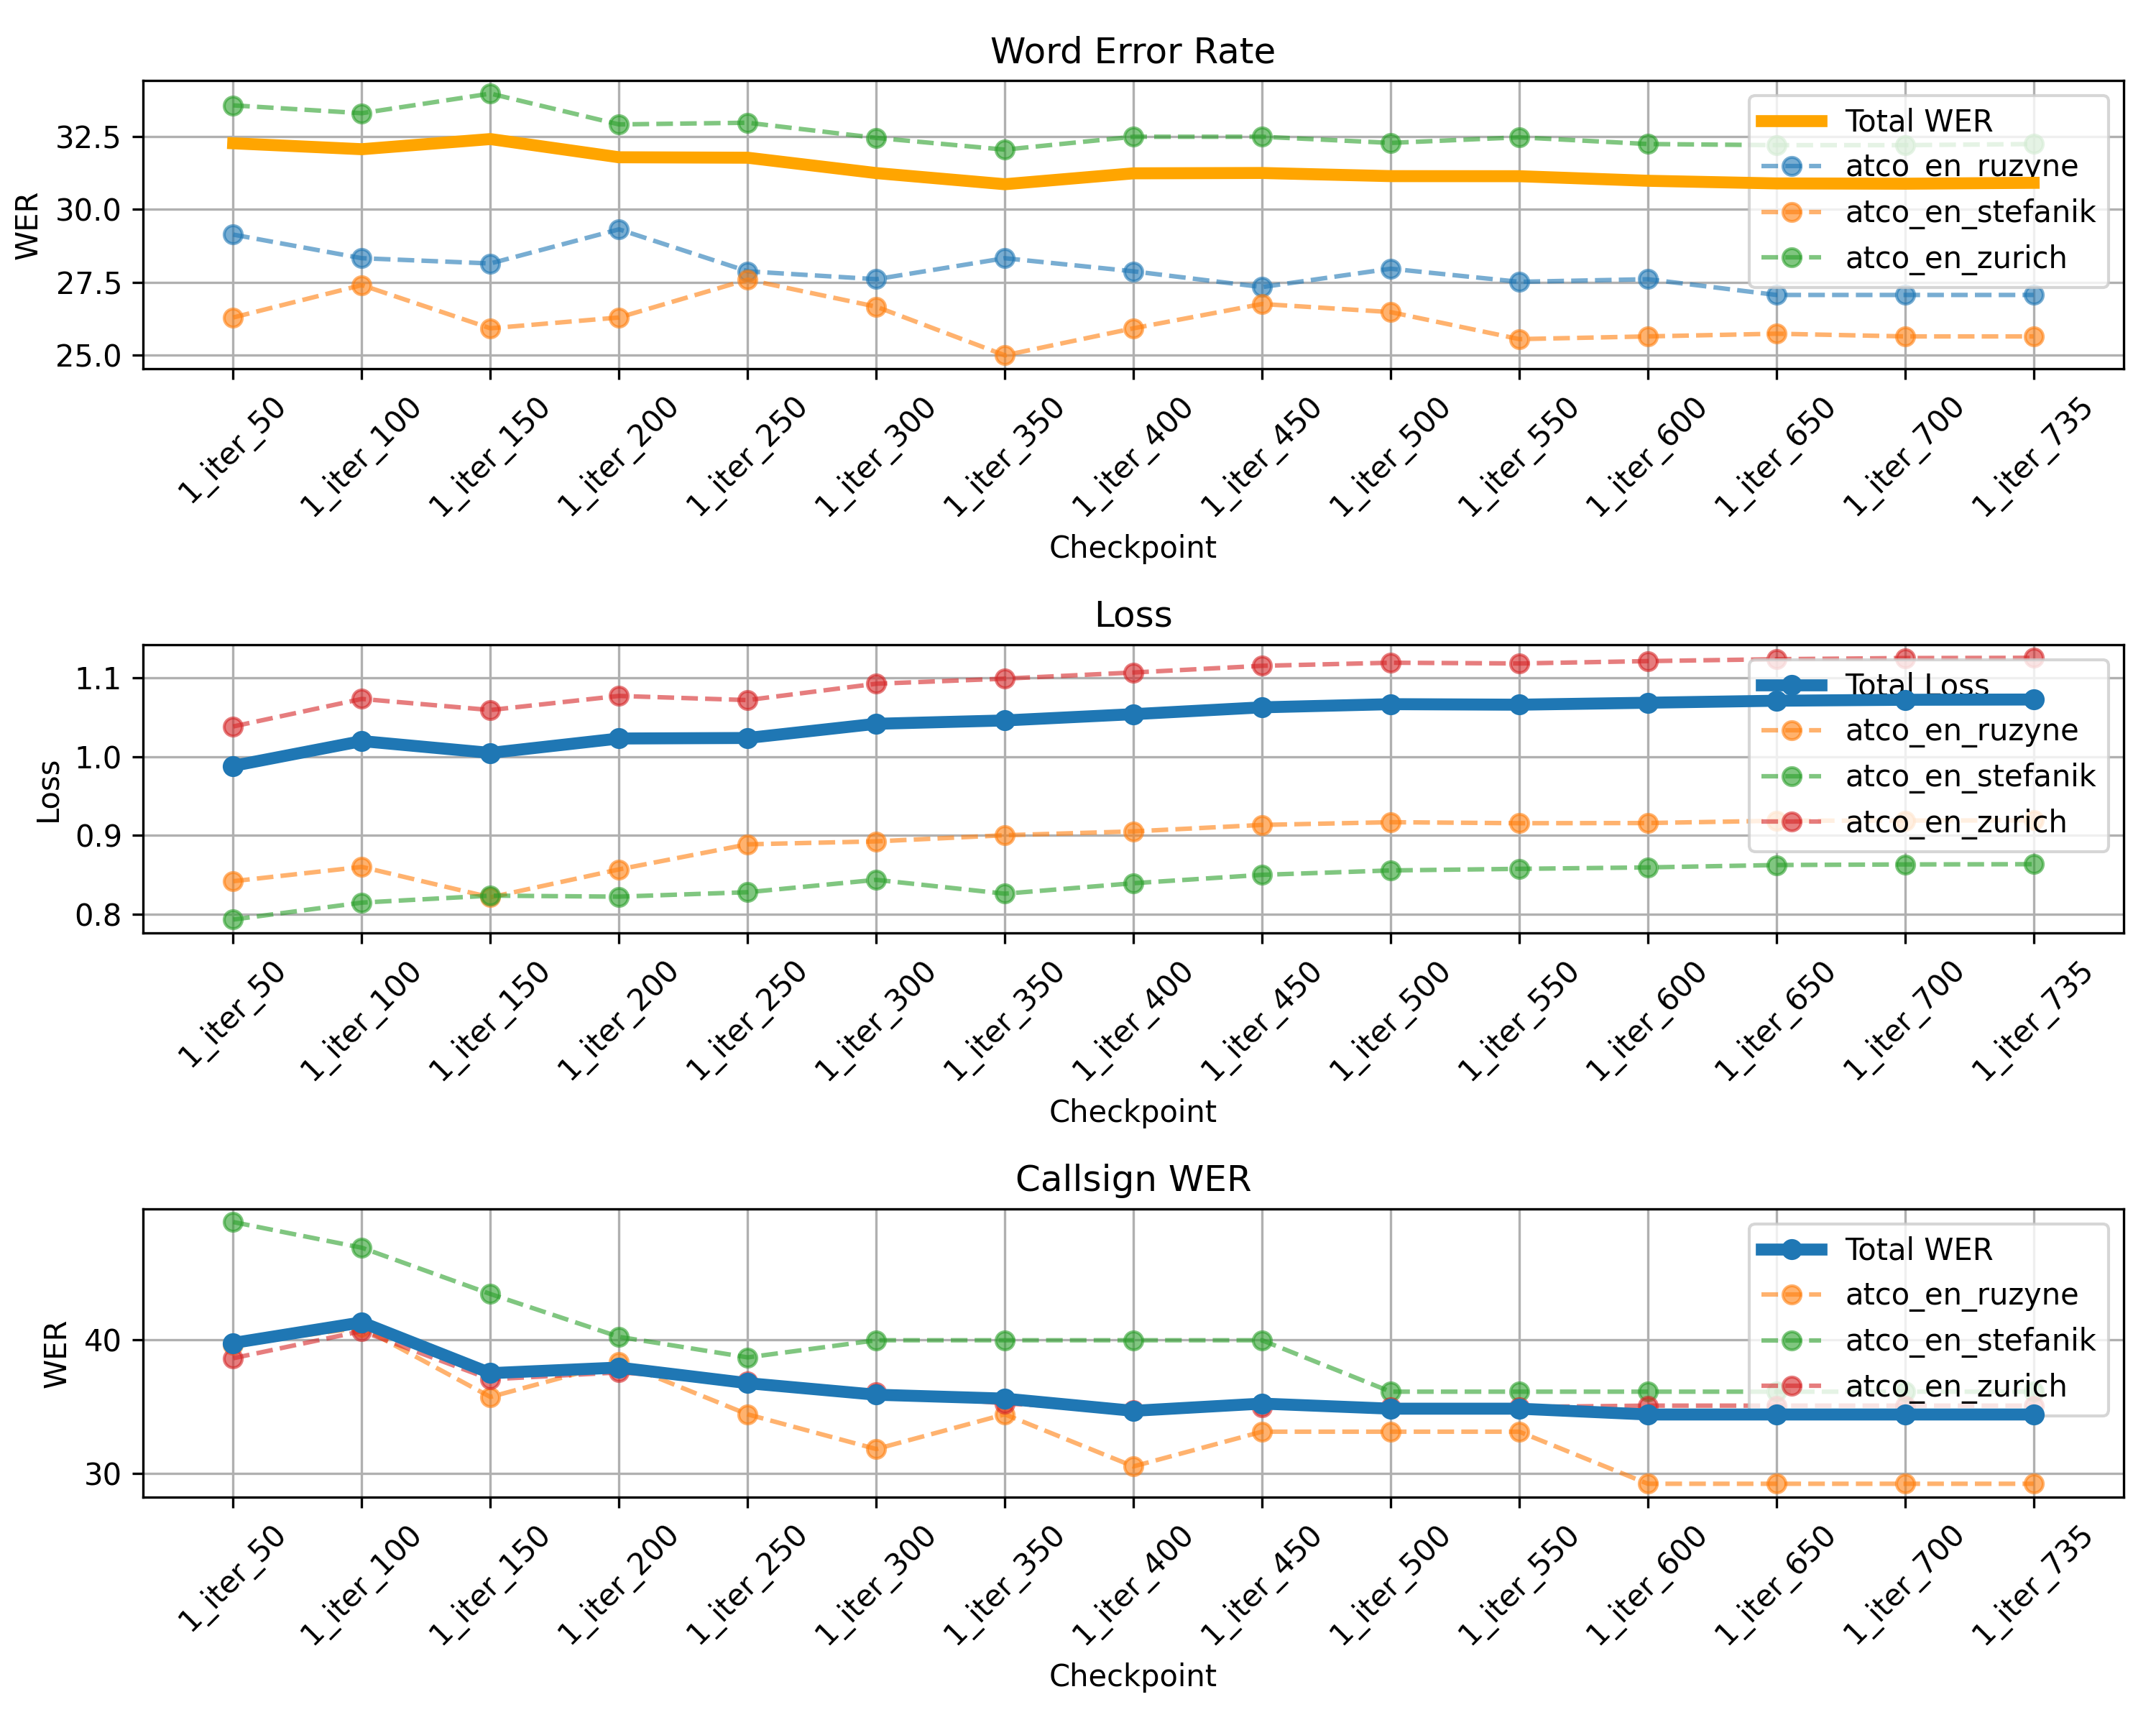 Word Error Rate
WER
32.5
30.0
27.5
25.0
Total WER
atco_en_ruzyne
atco_en_stefanik
atco_en_zurich
1_iter_50
1_iter_100
1_iter_150
1_iter_200
1_iter_250
1_iter_300
1_iter_350
1_iter_400
1_iter_450
1_iter_500
1_iter_550
1_iter_600
1_iter_650
1_iter_700
1_iter_735
Checkpoint
Loss
Loss
1.1
1.0
0.9
0.8
Total Loss
atco_en_ruzyne
atco_en_stefanik
atco_en_zurich
1_iter_50
1_iter_100
1_iter_150
1_iter_200
1_iter_250
1_iter_300
1_iter_350
1_iter_400
1_iter_450
1_iter_500
1_iter_550
1_iter_600
1_iter_650
1_iter_700
1_iter_735
Checkpoint
Callsign WER
WER
40
30
Total WER
atco_en_ruzyne
atco_en_stefanik
atco_en_zurich
1_iter_50
1_iter_100
1_iter_150
1_iter_200
1_iter_250
1_iter_300
1_iter_350
1_iter_400
1_iter_450
1_iter_500
1_iter_550
1_iter_600
1_iter_650
1_iter_700
1_iter_735
Checkpoint